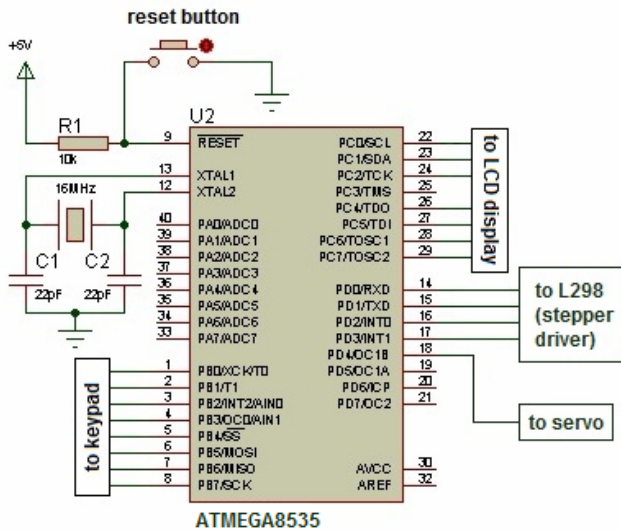 reset button
+5V
U2
R1
10k
9 RESET
13 XTAL1
12 XTAL2
16MHz
C1 C2
22pF 22pF
40 PA0/ADC0
39 PA1/ADC1
38 PA2/ADC2
37 PA3/ADC3
36 PA4/ADC4
35 PA5/ADC5
34 PA6/ADC6
33 PA7/ADC7
to keypad
1 PB0/XCK/T0
2 PB1/T1
3 PB2/INT2/AIN0
4 PB3/OC0/AIN1
5 PB4/SS
6 PB5/MOSI
7 PB6/MISO
8 PB7/SCK
PC0/SCL 22
PC1/SDA 23
PC2/TCK 24
PC3/TMS 25
PC4/TDO 26
PC5/TDI 27
PC6/TOSC1 28
PC7/TOSC2 29
to LCD display
PD0/RXD 14
PD1/TXD 15
PD2/INT0 16
PD3/INT1 17
PD4/OC1B 18
PD5/OC1A 19
PD6/ICP 20
PD7/OC2 21
to L298
(stepper
driver)
to servo
AVCC 30
AREF 32
ATMEGA8535